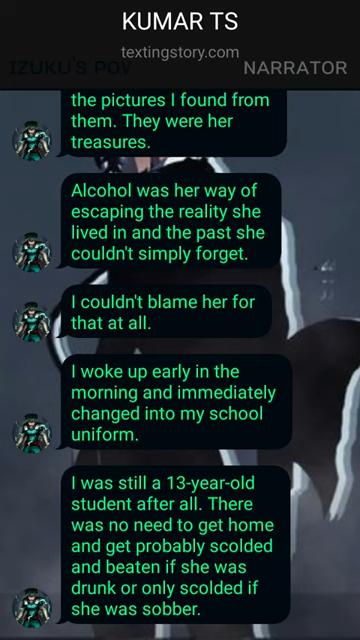 KUMAR TS
textingstory.com
IZUKU'S POV
NARRATOR
the pictures I found from
them. They were her
treasures.
Alcohol was her way of
escaping the reality she
lived in and the past she
couldn't simply forget.
I couldn't blame her for
that at all.
I woke up early in the
morning and immediately
changed into my school
uniform.
I was still a 13-year-old
student after all. There
was no need to get home
and get probably scolded
and beaten if she was
drunk or only scolded if
she was sobber.